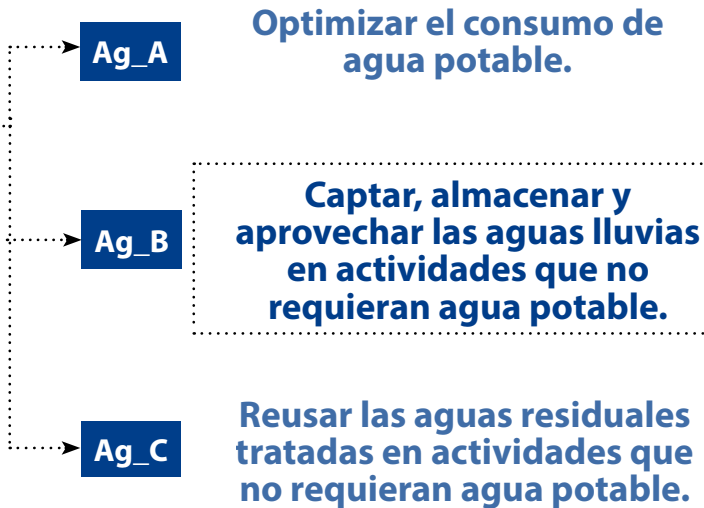 Ag_A
Optimizar el consumo de
agua potable.
Ag_B
Captar, almacenar y
aprovechar las aguas lluvias
en actividades que no
requieran agua potable.
Ag_C
Reusar las aguas residuales
tratadas en actividades que
no requieran agua potable.